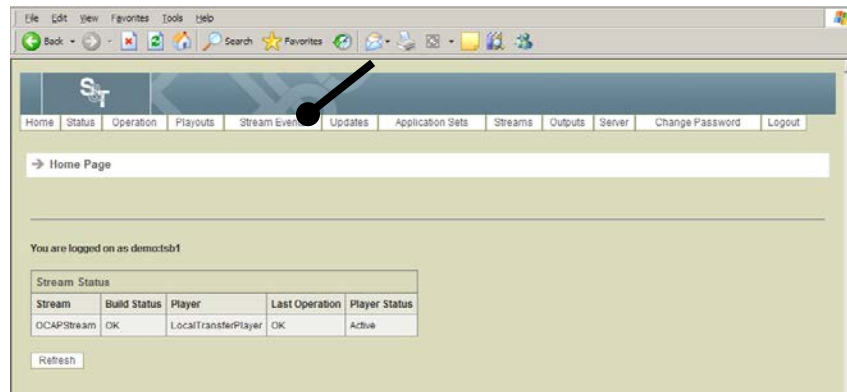 File Edit View Favorites Tools Help
Back Search Favorites
S&T
Home Status Operation Playouts Stream Events Updates Application Sets Streams Outputs Server Change Password Logout
Home Page
You are logged on as demo:tsb1
Stream Status
Stream Build Status Player Last Operation Player Status
OCAPStream OK LocalTransferPlayer OK Active
Refresh